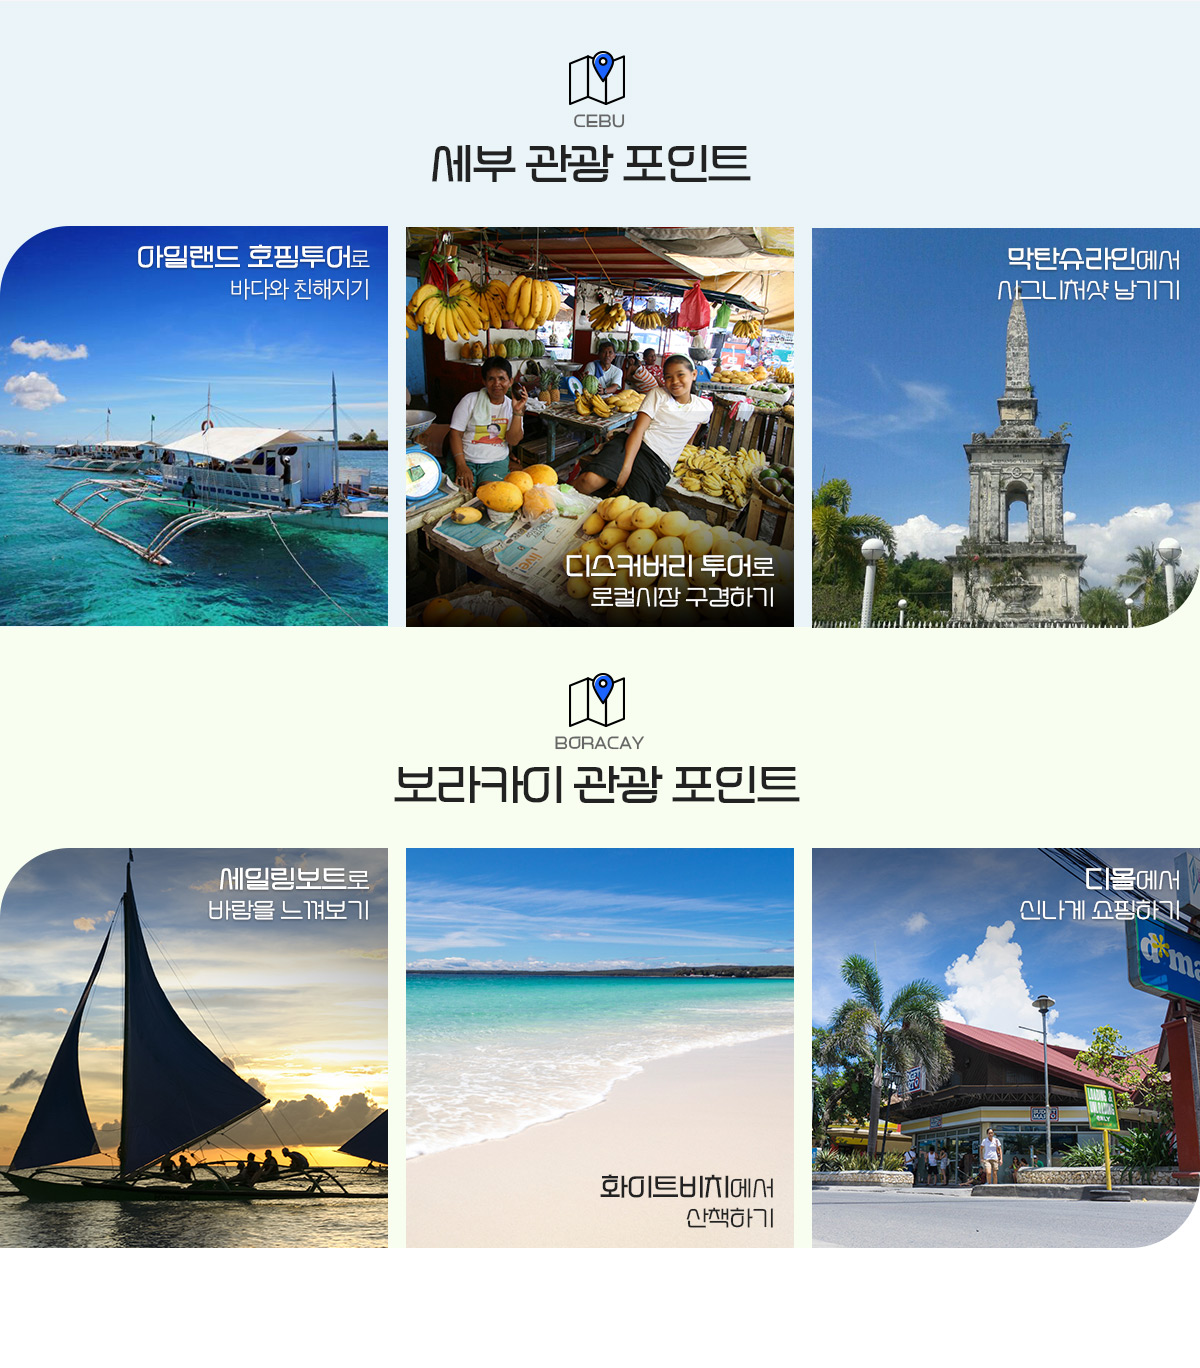 CEBU
세부 관광 포인트
아일랜드 호핑투어로
바다와 친해지기
디스커버리 투어로
로컬시장 구경하기
막탄슈라인에서
시그니처샷 남기기
BORACAY
보라카이 관광 포인트
세일링보트로
바람을 느껴보기
화이트비치에서
산책하기
디몰에서
신나게 쇼핑하기
d*ma
LOADING &
UNLOADING
ONLY